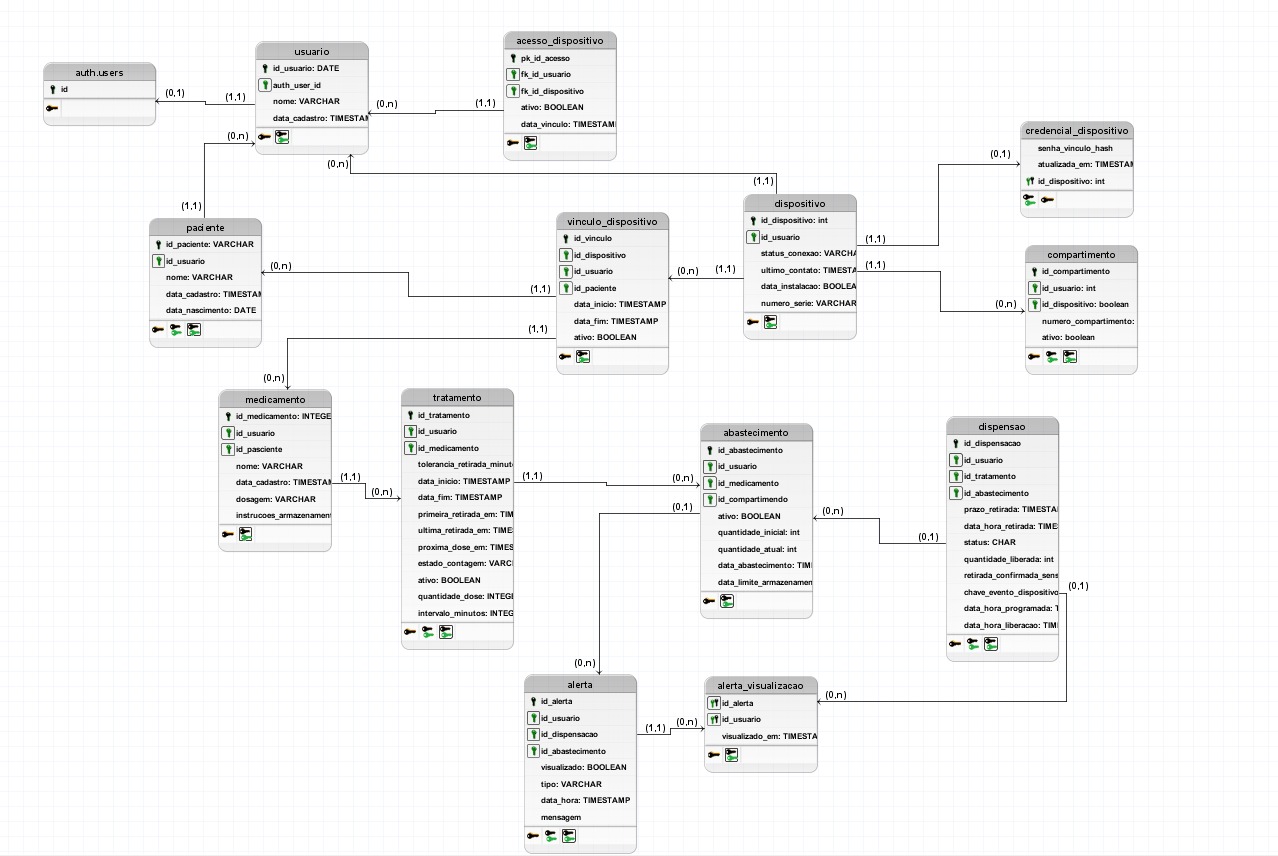 auth.users
id
(0,1)
(1,1)
usuario
id_usuario: DATE
auth_user_id
nome: VARCHAR
data_cadastro: TIMESTAM
(0,n)
(1,1)
acesso_dispositivo
pk_id_acesso
fk_id_usuario
fk_id_dispositivo
ativo: BOOLEAN
data_vinculo: TIMESTAM
(0,n)
(1,1)
(0,n)
(1,1)
paciente
id_paciente: VARCHAR
id_usuario
nome: VARCHAR
data_cadastro: TIMESTAM
data_nascimento: DATE
(0,n)
(1,1)
vinculo_dispositivo
id_vinculo
id_dispositivo
id_usuario
id_paciente
data_inicio: TIMESTAMP
data_fim: TIMESTAMP
ativo: BOOLEAN
(0,n)
(1,1)
dispositivo
id_dispositivo: int
id_usuario
status_conexao: VARCHA
ultimo_contato: TIMESTA
data_instalacao: BOOLEA
numero_serie: VARCHAR
(1,1)
(0,1)
credencial_dispositivo
senha_vinculo_hash
atualizada_em: TIMESTAM
id_dispositivo: int
(1,1)
(0,n)
compartimento
id_compartimento
id_usuario: int
id_dispositivo: boolean
numero_compartimento:
ativo: boolean
(1,1)
(0,n)
medicamento
id_medicamento: INTEGE
id_usuario
id_pasciente
nome: VARCHAR
data_cadastro: TIMESTAM
dosagem: VARCHAR
instrucoes_armazenament
(1,1)
(0,n)
tratamento
id_tratamento
id_usuario
id_medicamento
tolerancia_retirada_minuto
data_inicio: TIMESTAMP
data_fim: TIMESTAMP
primeira_retirada_em: TIM
ultima_retirada_em: TIMES
proxima_dose_em: TIMES
estado_contagem: VARC
ativo: BOOLEAN
quantidade_dose: INTEG
intervalo_minutos: INTEG
(1,1)
(0,n)
(0,1)
abastecimento
id_abastecimento
id_usuario
id_medicamento
id_compartimendo
ativo: BOOLEAN
quantidade_inicial: int
quantidade_atual: int
data_abastecimento: TIM
data_limite_armazenamen
(0,n)
(0,1)
dispensao
id_dispensacao
id_usuario
id_tratamento
id_abastecimento
prazo_retirada: TIMESTA
data_hora_retirada: TIME
status: CHAR
quantidade_liberada: int
retirada_confirmada_sens
chave_evento_dispositivo
data_hora_programada: T
data_hora_liberacao: TIM
(0,1)
(0,n)
alerta
id_alerta
id_usuario
id_dispensacao
id_abastecimento
visualizado: BOOLEAN
tipo: VARCHAR
data_hora: TIMESTAMP
mensagem
(1,1)
(0,n)
alerta_visualizacao
id_alerta
id_usuario
visualizado_em: TIMESTA
(0,n)